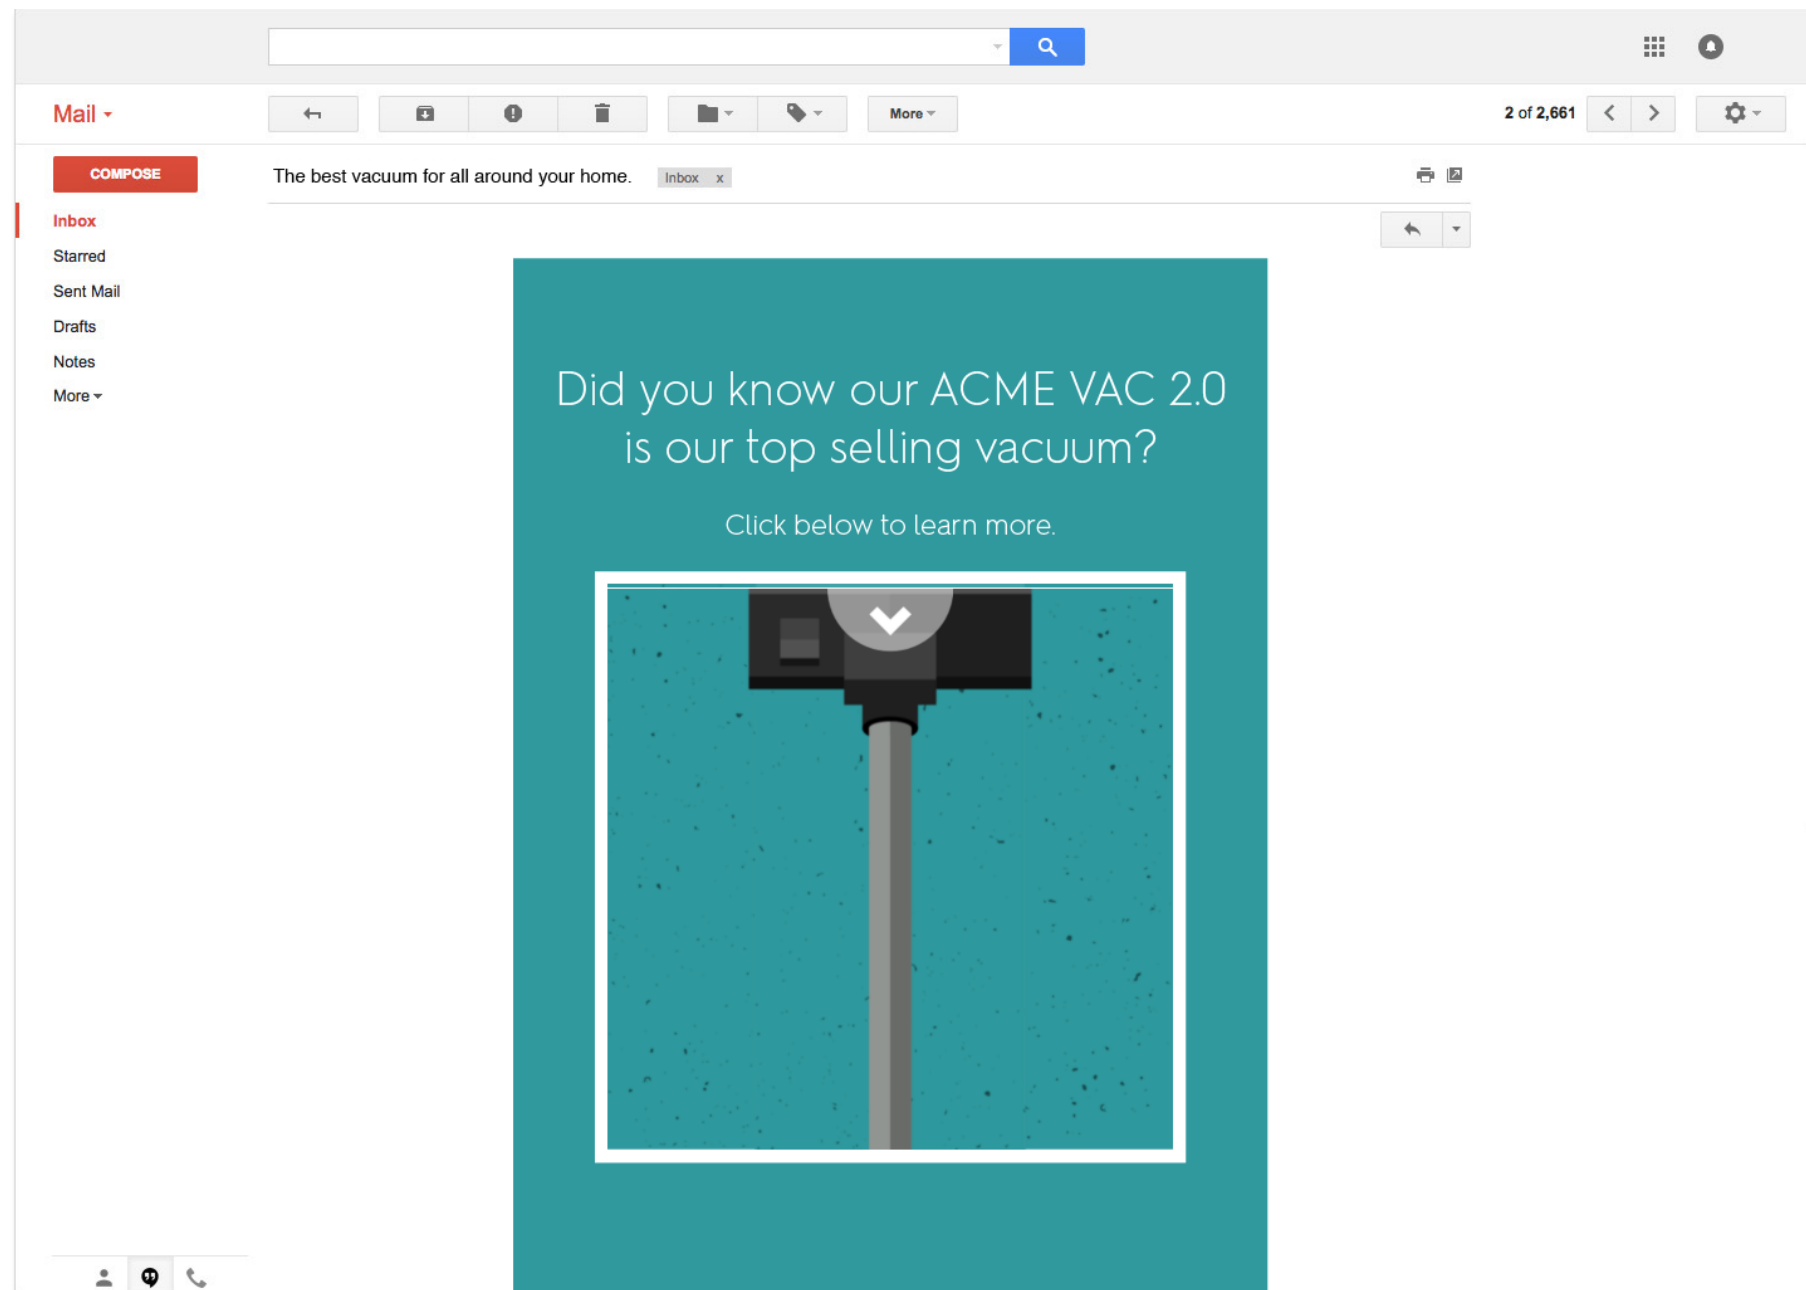 Mail
More
2 of 2,661
COMPOSE
The best vacuum for all around your home.
Inbox x
Inbox
Starred
Sent Mail
Drafts
Notes
More
Did you know our ACME VAC 2.0
is our top selling vacuum?
Click below to learn more.